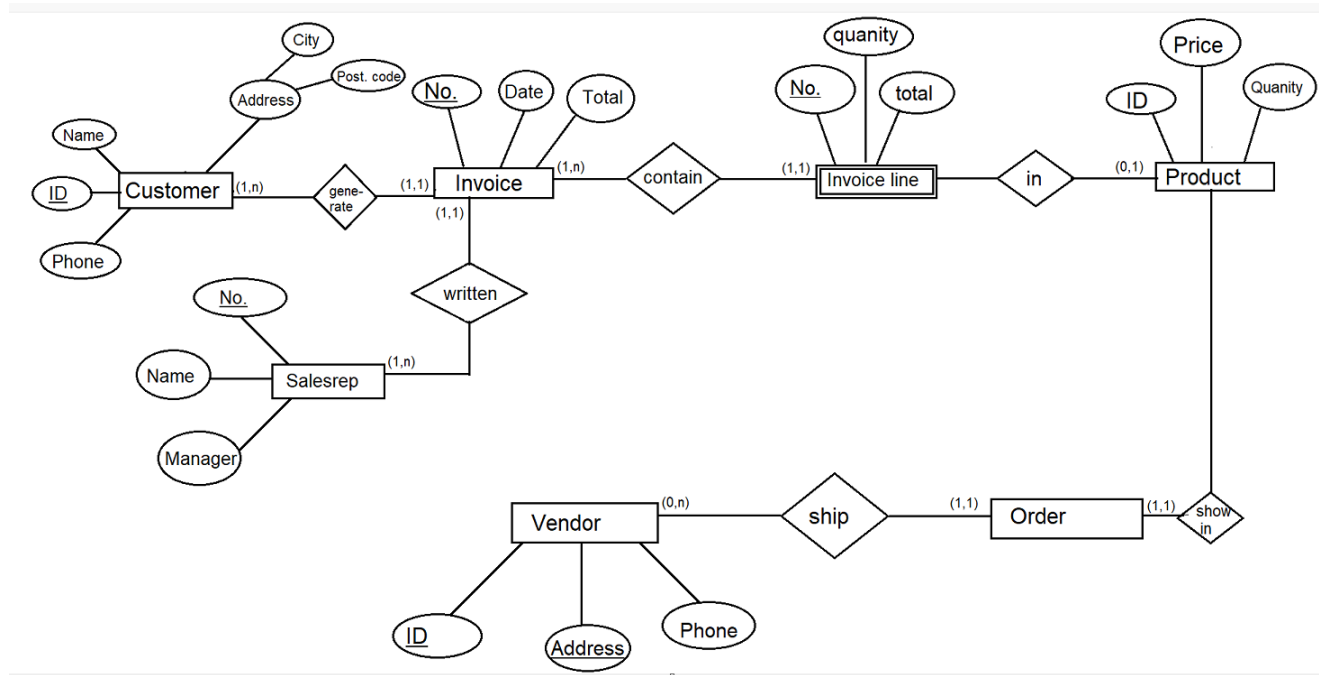 City
Post. code
Address
Name
ID
Customer
Phone
(1,n)
gene-
rate
(1,1)
No.
Date
Total
Invoice
(1,1)
(1,n)
contain
(1,1)
quanity
No.
total
Invoice line
in
(0,1)
Price
ID
Quanity
Product
written
No.
Name
Salesrep
(1,n)
Manager
Vendor
(0,n)
ship
(1,1)
Order
(1,1)
show
in
ID
Address
Phone